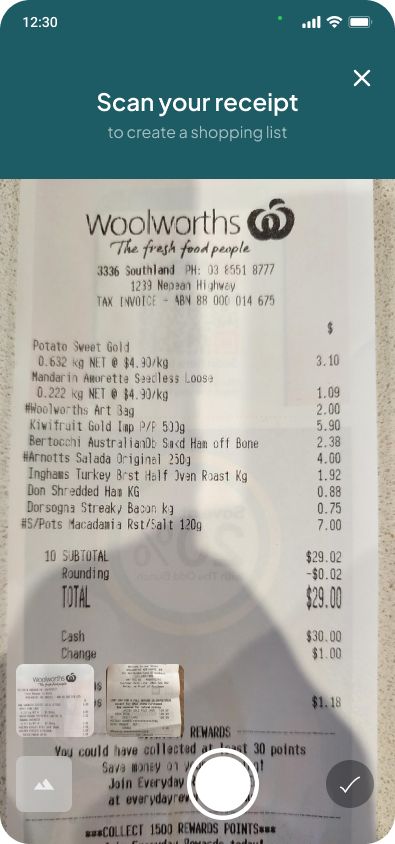 12:30
Scan your receipt
to create a shopping list
Woolworths
The fresh food people
3336 Southland PH: 03 8551 8777
1239 Nepean Highway
TAX INVOICE - ABN 88 000 014 675
$
Potato Sweet Gold
0.632 kg NET @ $4.90/kg 3.10
Mandarin Amorette Seedless Loose
0.222 kg NET @ $4.90/kg 1.09
#Woolworths Art Bag 2.00
Kiwifruit Gold Imp P/P 500g 5.90
Bertocchi AustralianDb Smkd Ham off Bone 2.38
#Arnotts Salada Original 250g 4.00
Inghams Turkey Brst Half Oven Roast Kg 1.92
Don Shredded Ham KG 0.88
Dorsogna Streaky Bacon kg 0.75
#S/Pots Macadamia Rst/Salt 120g 7.00
10 SUBTOTAL $29.02
Rounding -$0.02
TOTAL $29.00
Cash $30.00
Change $1.00
$1.18
REWARDS
You could have collected at least 30 points
Save money on
Join Everyday
at
===COLLECT 1500 REWARDS POINTS===